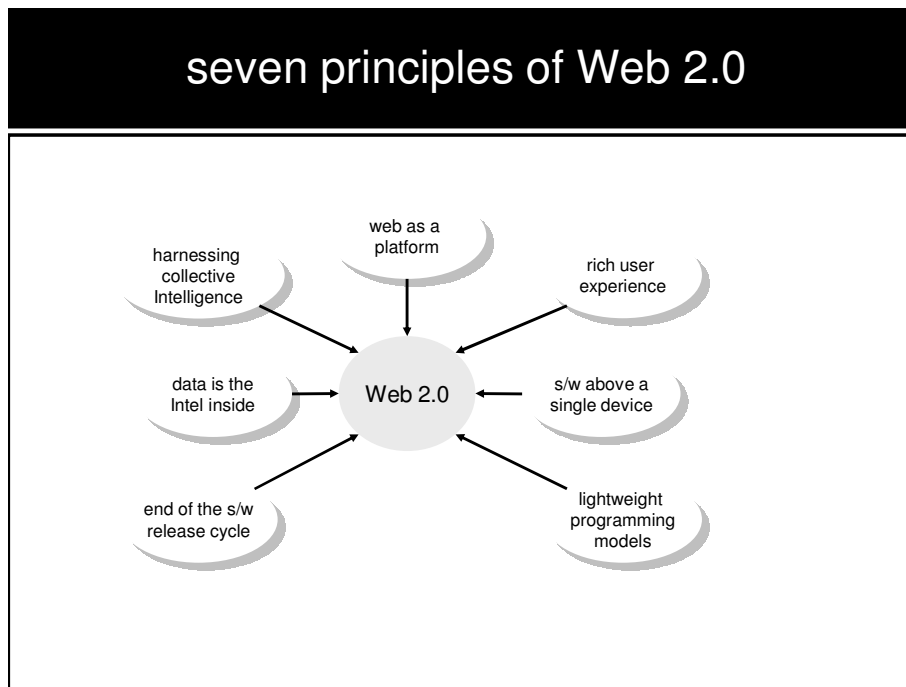 seven principles of Web 2.0
web as a
platform
harnessing
collective
Intelligence
rich user
experience
data is the
Intel inside
Web 2.0
s/w above a
single device
end of the s/w
release cycle
lightweight
programming
models